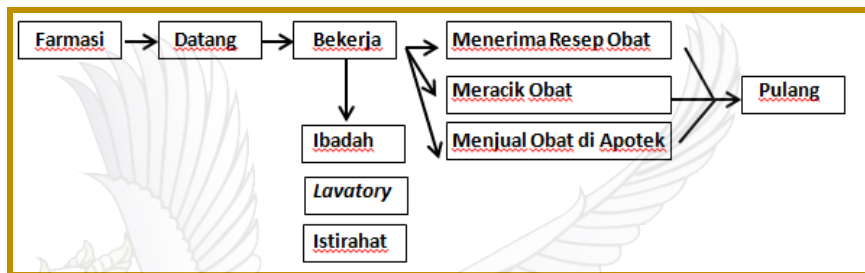 Farmasi
Datang
Bekerja
Menerima Resep Obat
Meracik Obat
Menjual Obat di Apotek
Pulang
Ibadah
Lavatory
Istirahat